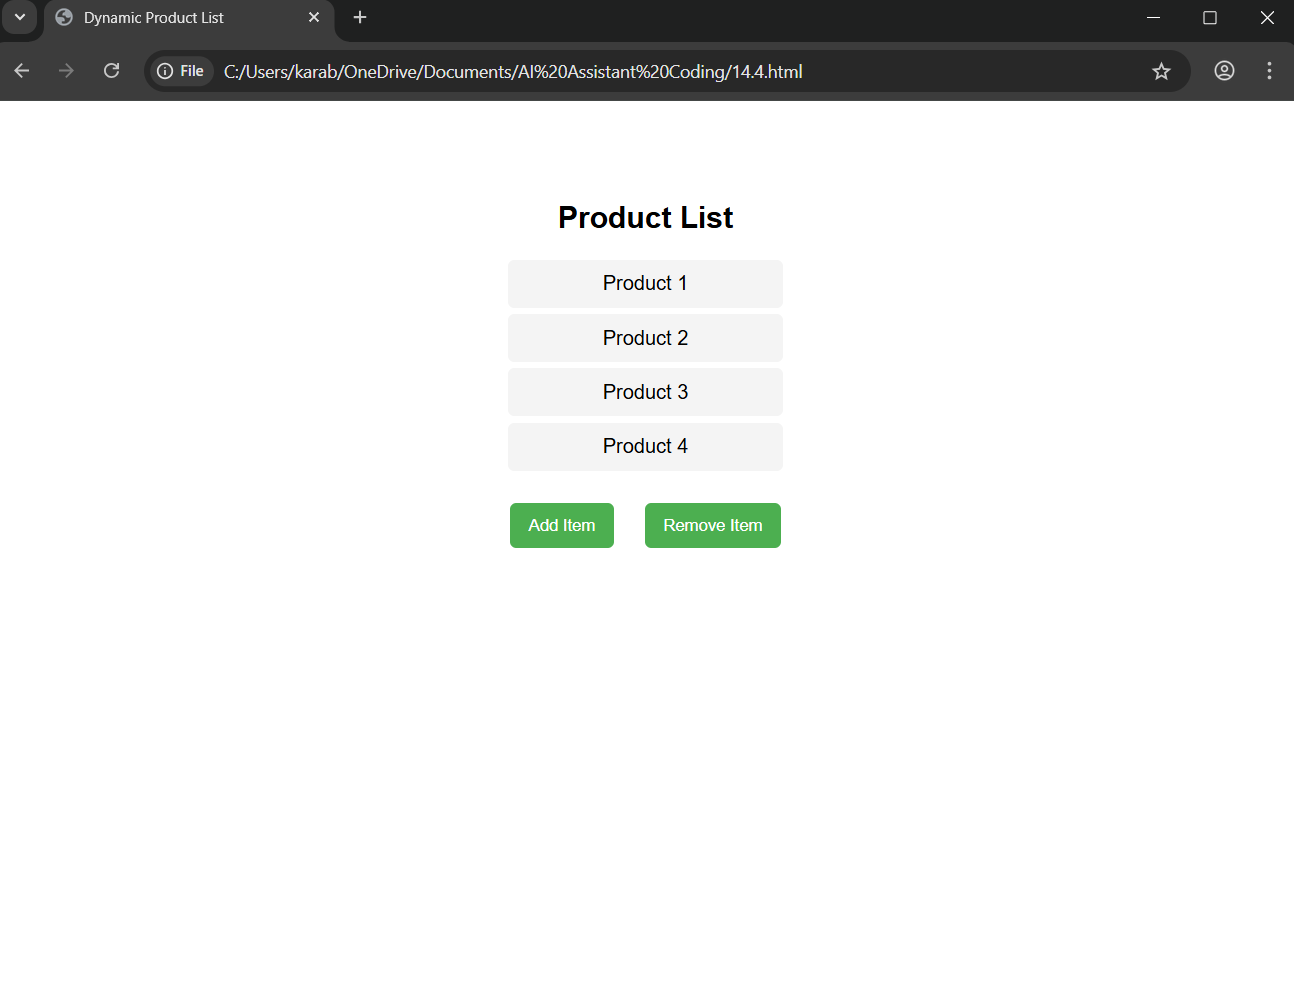 Dynamic Product List
File C:/Users/karab/OneDrive/Documents/AI%20Assistant%20Coding/14.4.html
Product List
Product 1
Product 2
Product 3
Product 4
Add Item Remove Item